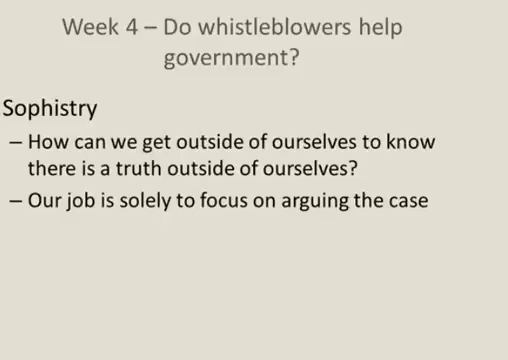 Week 4 – Do whistleblowers help
government?
Sophistry
– How can we get outside of ourselves to know
there is a truth outside of ourselves?
– Our job is solely to focus on arguing the case